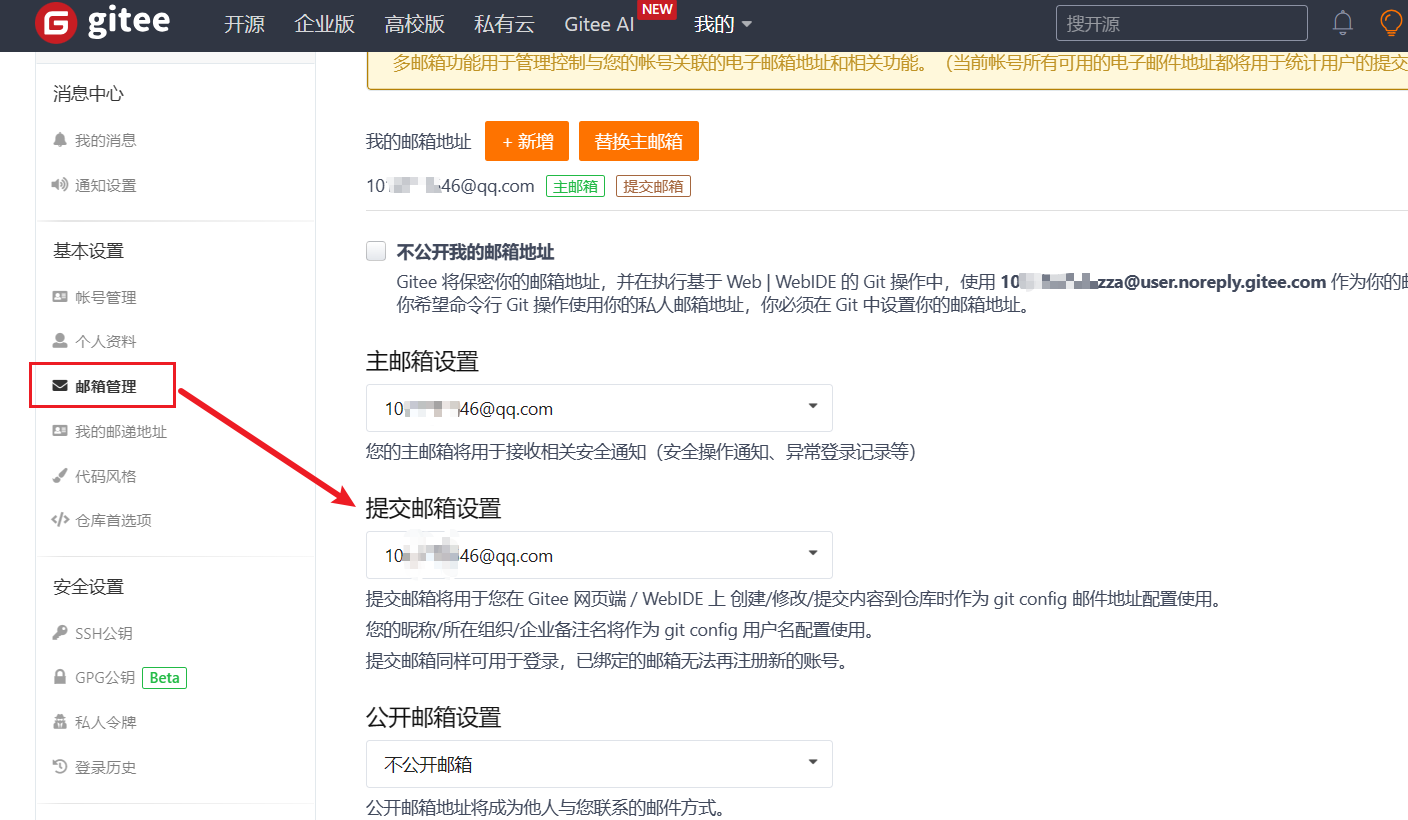 gitee
开源 企业版 高校版 私有云 Gitee AI NEW 我的
搜开源
消息中心
我的消息
通知设置
基本设置
帐号管理
个人资料
邮箱管理
我的邮递地址
代码风格
仓库首选项
安全设置
SSH公钥
GPG公钥 Beta
私人令牌
登录历史
多邮箱功能用于管理控制与您的帐号关联的电子邮箱地址和相关功能。（当前帐号所有可用的电子邮件地址都将用于统计用户的提交
我的邮箱地址 + 新增 替换主邮箱
10 46@qq.com 主邮箱 提交邮箱
不公开我的邮箱地址
Gitee 将保密你的邮箱地址，并在执行基于 Web | WebIDE 的 Git 操作中，使用 10 zza@user.noreply.gitee.com 作为你的
你希望命令行 Git 操作使用你的私人邮箱地址，你必须在 Git 中设置你的邮箱地址。
主邮箱设置
10 46@qq.com
您的主邮箱将用于接收相关安全通知（安全操作通知、异常登录记录等）
提交邮箱设置
10 46@qq.com
提交邮箱将用于您在 Gitee 网页端 / WebIDE 上 创建/修改/提交内容到仓库时作为 git config 邮件地址配置使用。
您的昵称/所在组织/企业备注名将作为 git config 用户名配置使用。
提交邮箱同样可用于登录，已绑定的邮箱无法再注册新的账号。
公开邮箱设置
不公开邮箱
公开邮箱地址将成为他人与您联系的邮件方式。